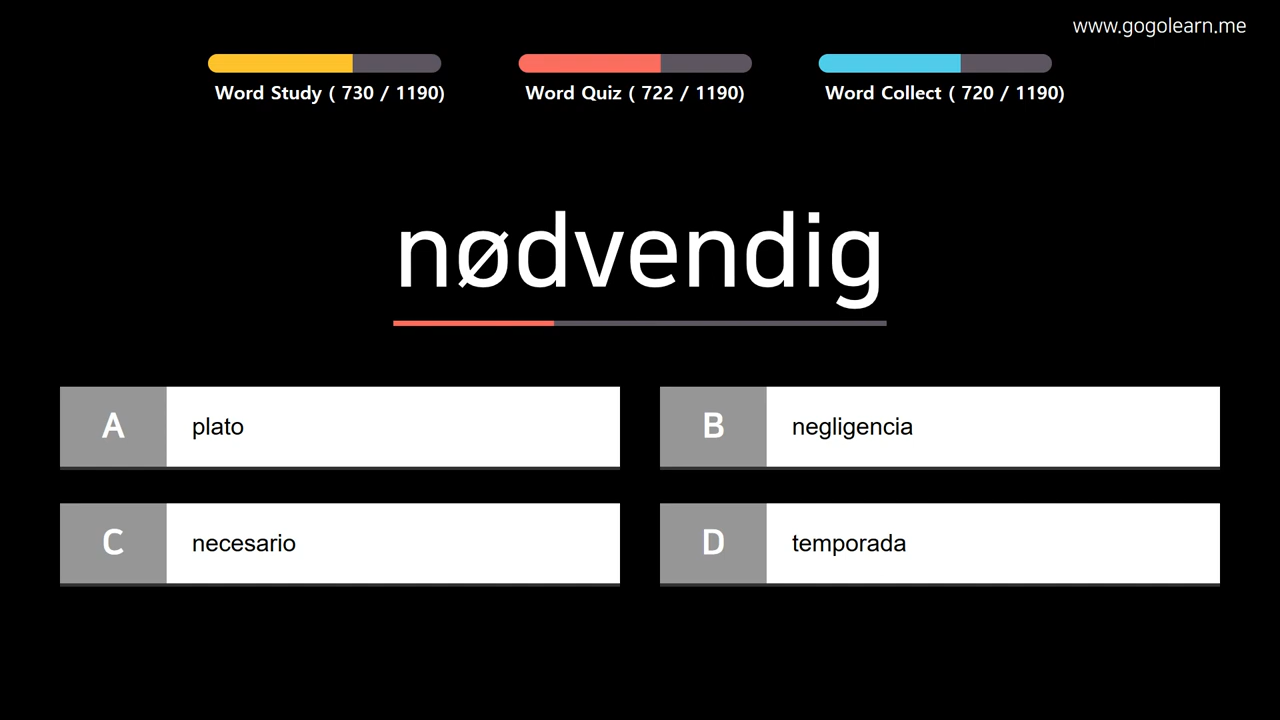 www.gogolearn.me
Word Study ( 730 / 1190)
Word Quiz ( 722 / 1190)
Word Collect ( 720 / 1190)
nødvendig
A
plato
B
negligencia
C
necesario
D
temporada